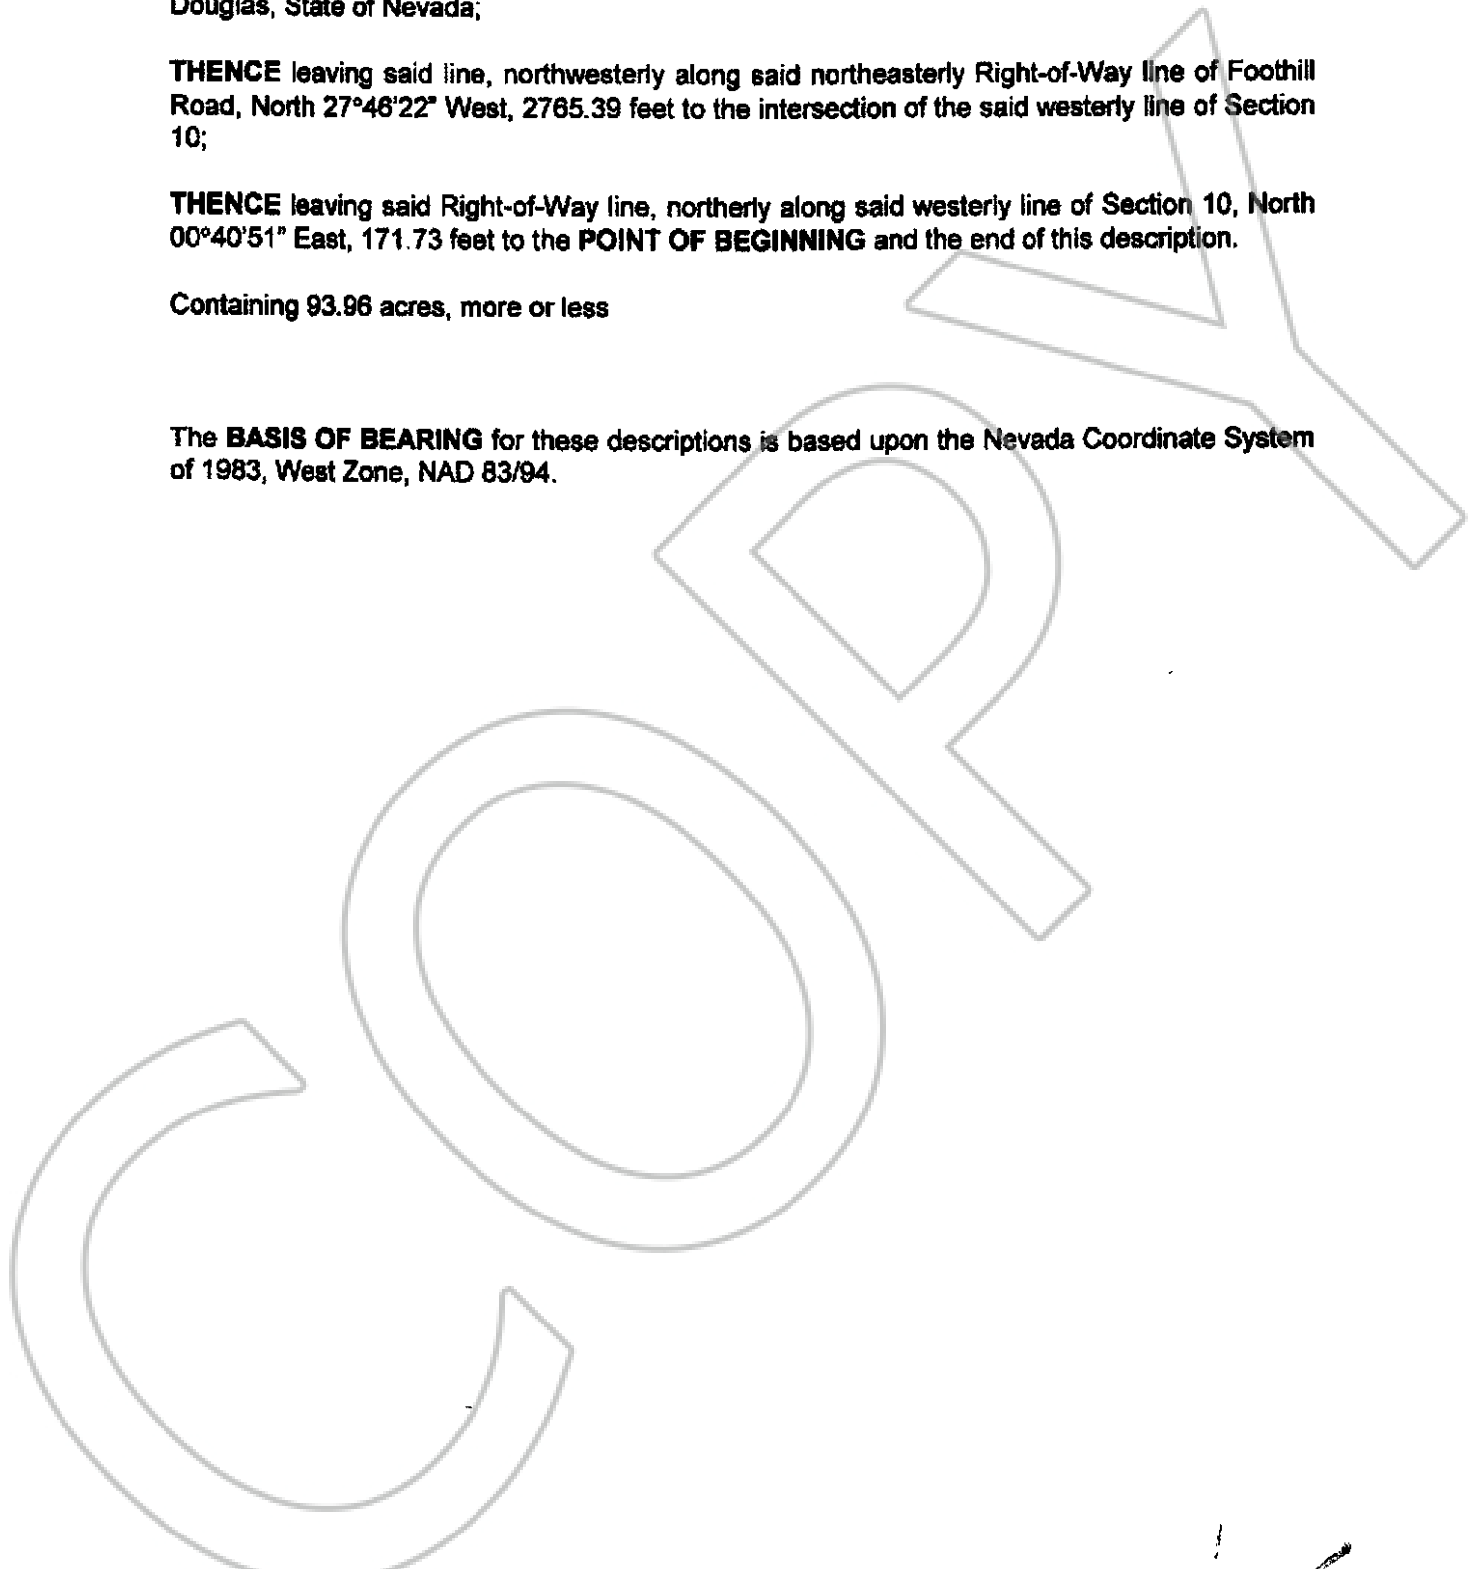 Douglas, State of Nevada;
THENCE leaving said line, northwesterly along said northeasterly Right-of-Way line of Foothill
Road, North 27°46'22" West, 2765.39 feet to the intersection of the said westerly line of Section
10;
THENCE leaving said Right-of-Way line, northerly along said westerly line of Section 10, North
00°40'51" East, 171.73 feet to the POINT OF BEGINNING and the end of this description.
Containing 93.96 acres, more or less
The BASIS OF BEARING for these descriptions is based upon the Nevada Coordinate System
of 1983, West Zone, NAD 83/94.
COPY